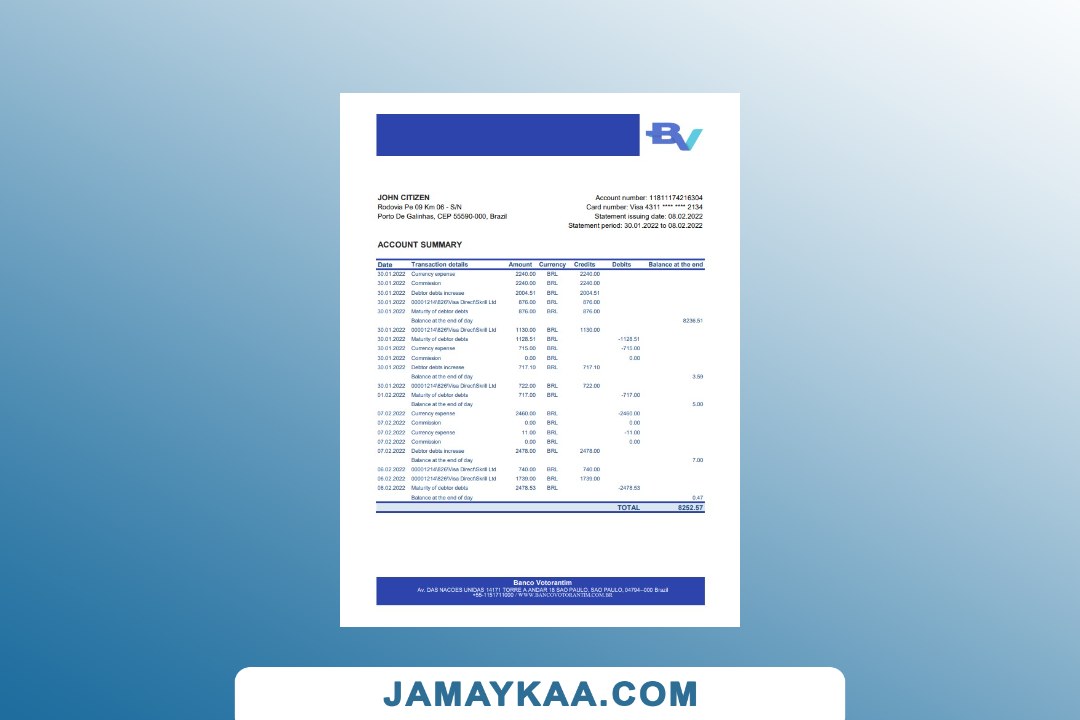 BV
JOHN CITIZEN
Rodovia Pe 09 Km 06 - S/N
Porto De Galinhas, CEP 55590-000, Brazil
Account number: 11811174216304
Card number: Visa 4311 **** **** 2134
Statement issuing date: 08.02.2022
Statement period: 30.01.2022 to 08.02.2022
ACCOUNT SUMMARY
Date Transaction details Amount Currency Credits Debits Balance at the end
30.01.2022 Currency expense 2240.00 BRL 2240.00
30.01.2022 Commission 2240.00 BRL 2240.00
30.01.2022 Debtor debts increase 2004.51 BRL 2004.51
30.01.2022 00001214\826\Visa Direct\Skrill Ltd 876.00 BRL 876.00
30.01.2022 Maturity of debtor debts 876.00 BRL 876.00
Balance at the end of day 8236.51
30.01.2022 00001214\826\Visa Direct\Skrill Ltd 1130.00 BRL 1130.00
30.01.2022 Maturity of debtor debts 1128.51 BRL -1128.51
30.01.2022 Currency expense 715.00 BRL -715.00
30.01.2022 Commission 0.00 BRL 0.00
30.01.2022 Debtor debts increase 717.10 BRL 717.10
Balance at the end of day 3.59
30.01.2022 00001214\826\Visa Direct\Skrill Ltd 722.00 BRL 722.00
01.02.2022 Maturity of debtor debts 717.00 BRL -717.00
Balance at the end of day 5.00
07.02.2022 Currency expense 2460.00 BRL -2460.00
07.02.2022 Commission 0.00 BRL 0.00
07.02.2022 Currency expense 11.00 BRL -11.00
07.02.2022 Commission 0.00 BRL 0.00
07.02.2022 Debtor debts increase 2478.00 BRL 2478.00
Balance at the end of day 7.00
08.02.2022 00001214\826\Visa Direct\Skrill Ltd 740.00 BRL 740.00
08.02.2022 00001214\826\Visa Direct\Skrill Ltd 1739.00 BRL 1739.00
08.02.2022 Maturity of debtor debts 2478.53 BRL -2478.53
Balance at the end of day 0.47
TOTAL 8252.57
Banco Votorantim
Av. DAS NACOES UNIDAS 14171 TORRE A ANDAR 18 SAO PAULO, SAO PAULO, 04794-000 Brazil
+55-1151711000 / WWW.BANCOVOTORANTIM.COM.BR
JAMAYKAA.COM